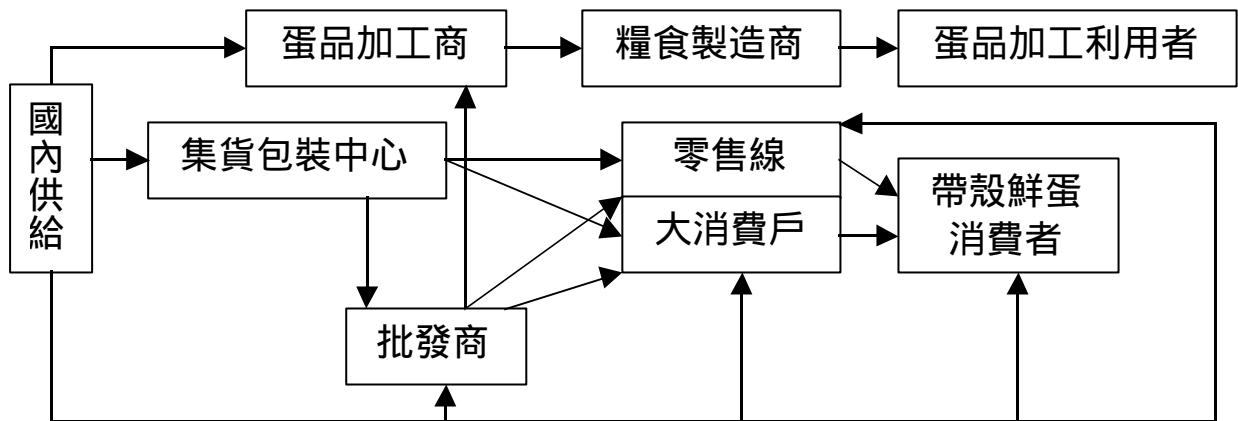 蛋品加工商
糧食製造商
蛋品加工利用者
國
內
供
給
集貨包裝中心
零售線
大消費戶
帶殼鮮蛋
消費者
批發商